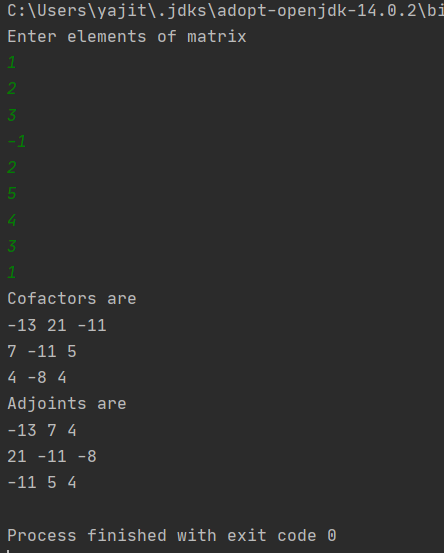 C:\Users\yajit\.jdks\adopt-openjdk-14.0.2\bi
Enter elements of matrix
1
2
3
-1
2
5
4
3
1
Cofactors are
-13 21 -11
7 -11 5
4 -8 4
Adjoints are
-13 7 4
21 -11 -8
-11 5 4
Process finished with exit code 0